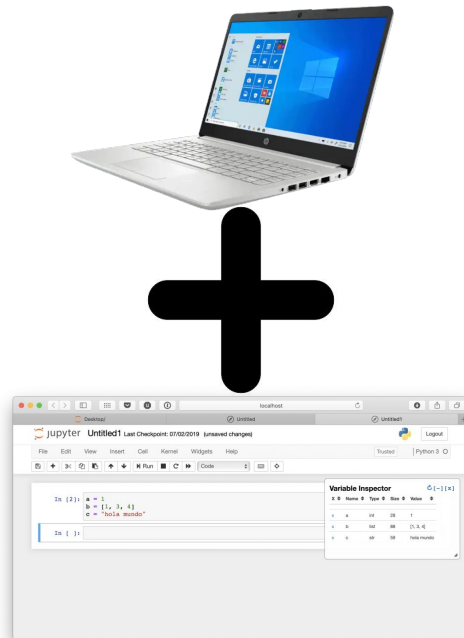 hp
localhost
Desktop/ Untitled Untitled1
jupyter Untitled1 Last Checkpoint: 07/02/2019 (unsaved changes) Logout
File Edit View Insert Cell Kernel Widgets Help Trusted Python 3
Run Code
Variable Inspector [-][x]
X Name Type Size Value
x a int 28 1
x b list 88 [1, 3, 4]
x c str 59 hola mundo
In [2]: a = 1
b = [1, 3, 4]
c = "hola mundo"
In [ ]: